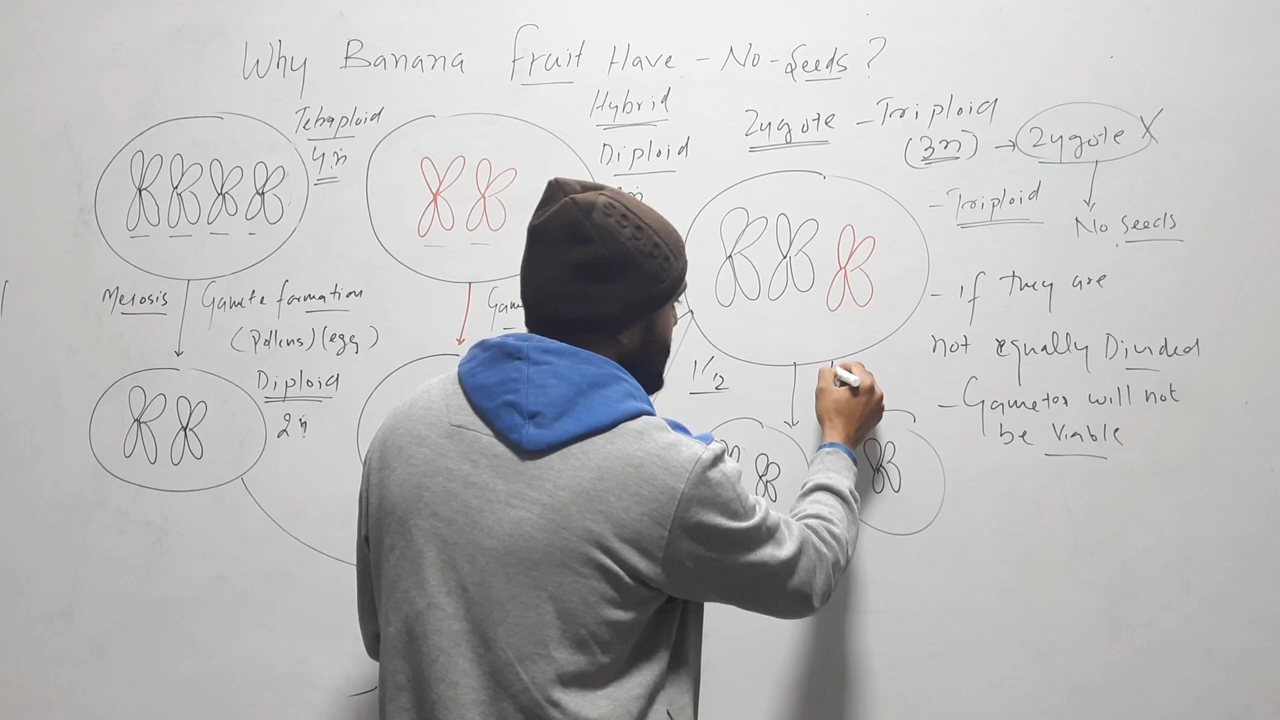 Why Banana Fruit Have - No - Seeds ?
Tetraploid
4n
Hybrid
Diploid
Zygote - Triploid
(3n) → Zygote X
- Triploid
No Seeds
Meiosis
Gamete formation
(Pollens) (egg)
Diploid
2n
1/2
- if they are
not equally Divided
- Gametes will not
be Viable